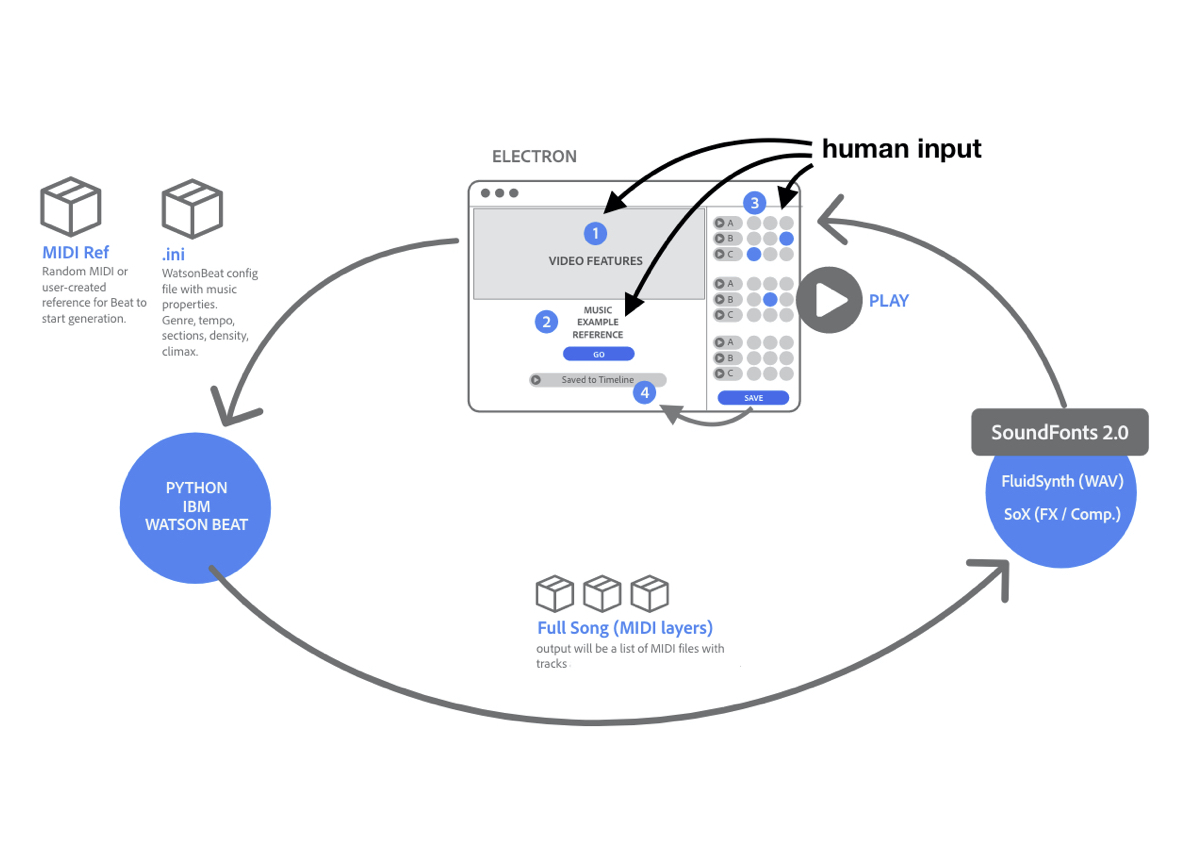 human input
ELECTRON
MIDI Ref
Random MIDI or
user-created
reference for Beat to
start generation.
.ini
WatsonBeat config
file with music
properties.
Genre, tempo,
sections, density,
climax.
1
VIDEO FEATURES
2
MUSIC
EXAMPLE
REFERENCE
GO
Saved to Timeline
4
3
A
B
C
A
B
C
A
B
C
SAVE
PLAY
PYTHON
IBM
WATSON BEAT
SoundFonts 2.0
FluidSynth (WAV)
SoX (FX / Comp.)
Full Song (MIDI layers)
output will be a list of MIDI files with
tracks